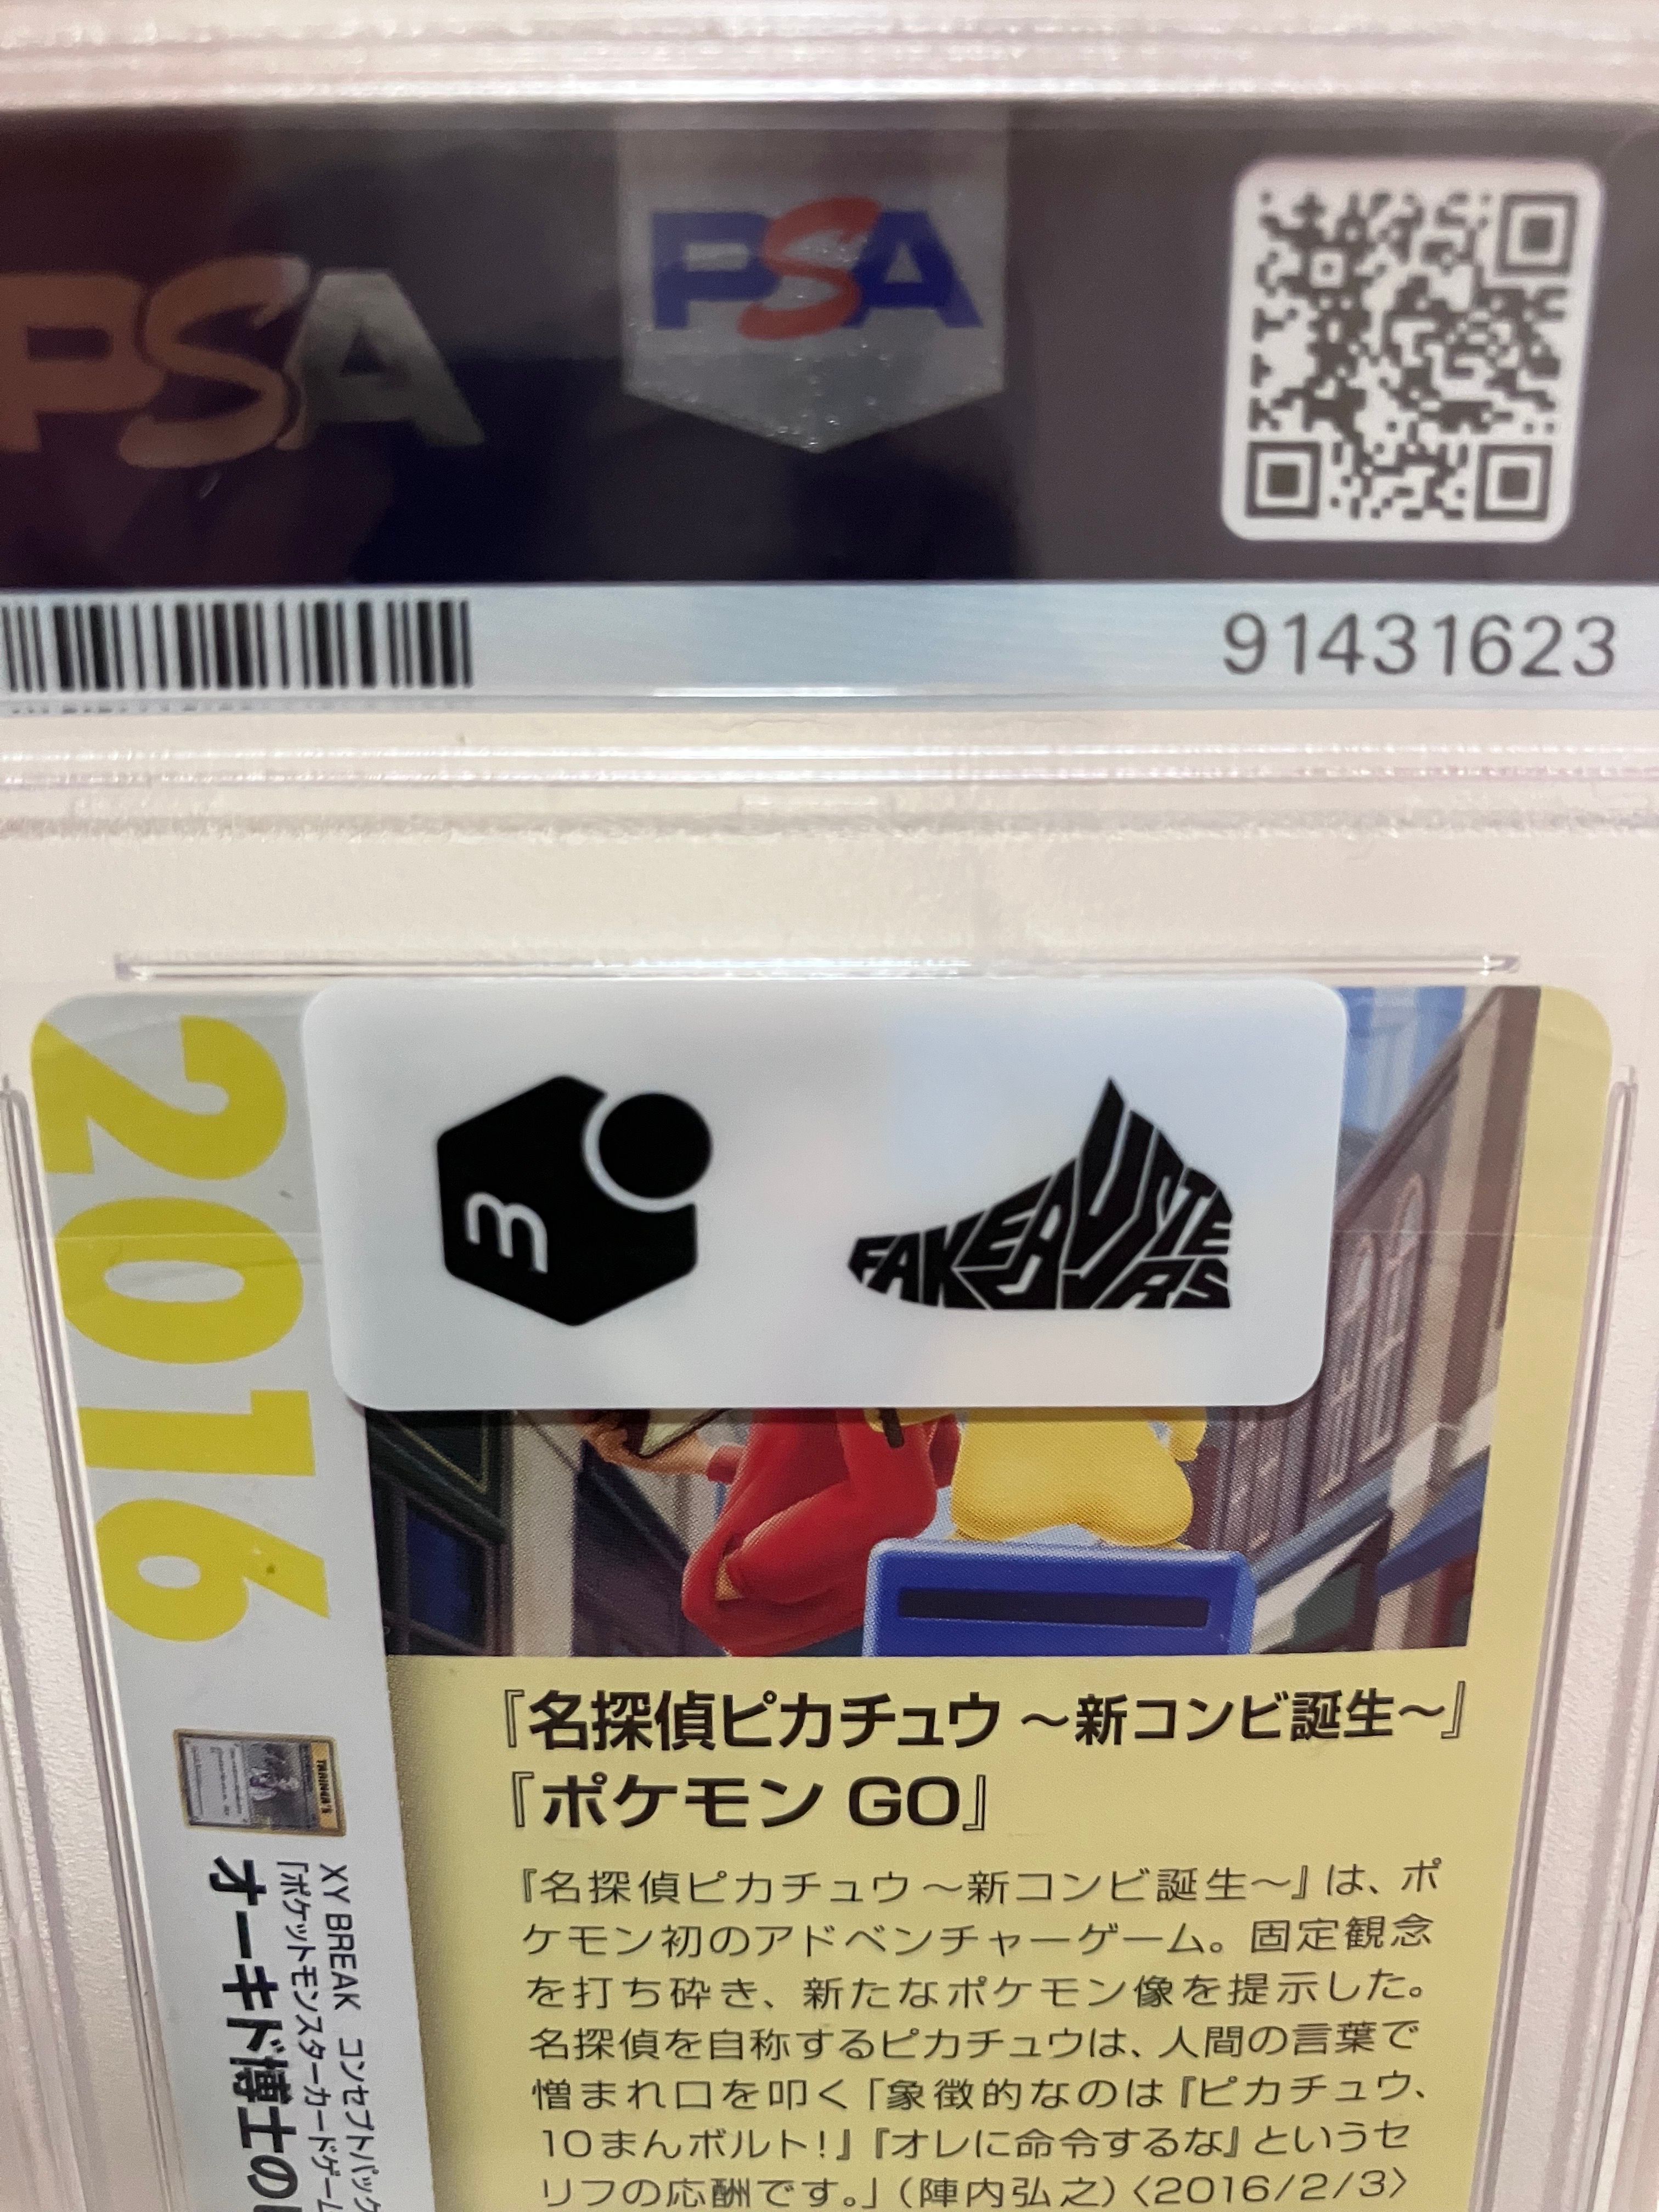 PSA
PSA
91431623
m
FAKEBUSTERS
2016
TRAINER'S
『名探偵ピカチュウ ～新コンビ誕生～』
『ポケモン GO』
『名探偵ピカチュウ～新コンビ誕生～』は、ポ
ケモン初のアドベンチャーゲーム。固定観念
を打ち砕き、新たなポケモン像を提示した。
名探偵を自称するピカチュウは、人間の言葉で
憎まれ口を叩く「象徴的なのは『ピカチュウ、
10まんボルト!』『オレに命令するな』というセ
リフの応酬です。」(陣内弘之)〈2016/2/3〉
XY BREAK コンセプトパック
「ポケットモンスターカードゲーム
オーキド博士の